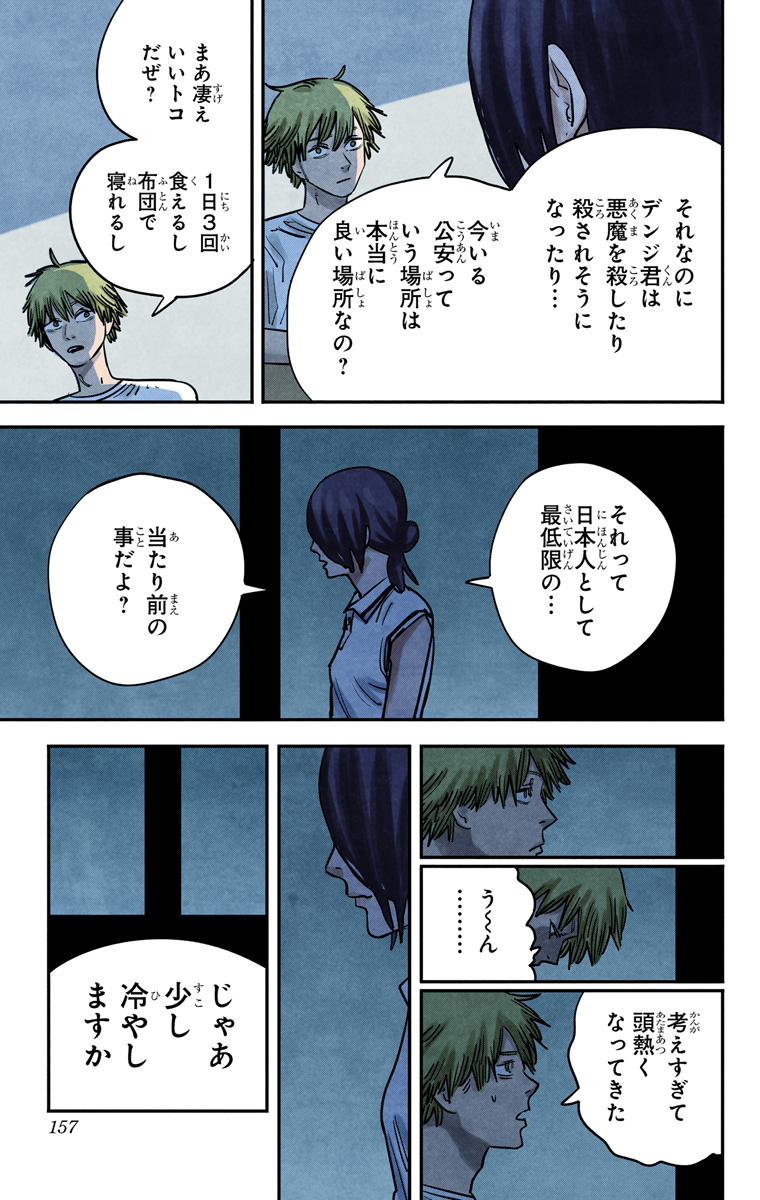 それなのに
デンジ君は
悪魔を殺したり
殺されそうに
なったり…
今いる
公安って
いう場所は
本当に
良い場所なの？
まあ凄え
いいトコ
だぜ？
１日３回
食えるし
布団で
寝れるし
それって
日本人として
最低限の…
当たり前の
事だよ？
う〜ん
………
考えすぎて
頭熱く
なってきた
じゃあ
少し
冷やし
ますか
157